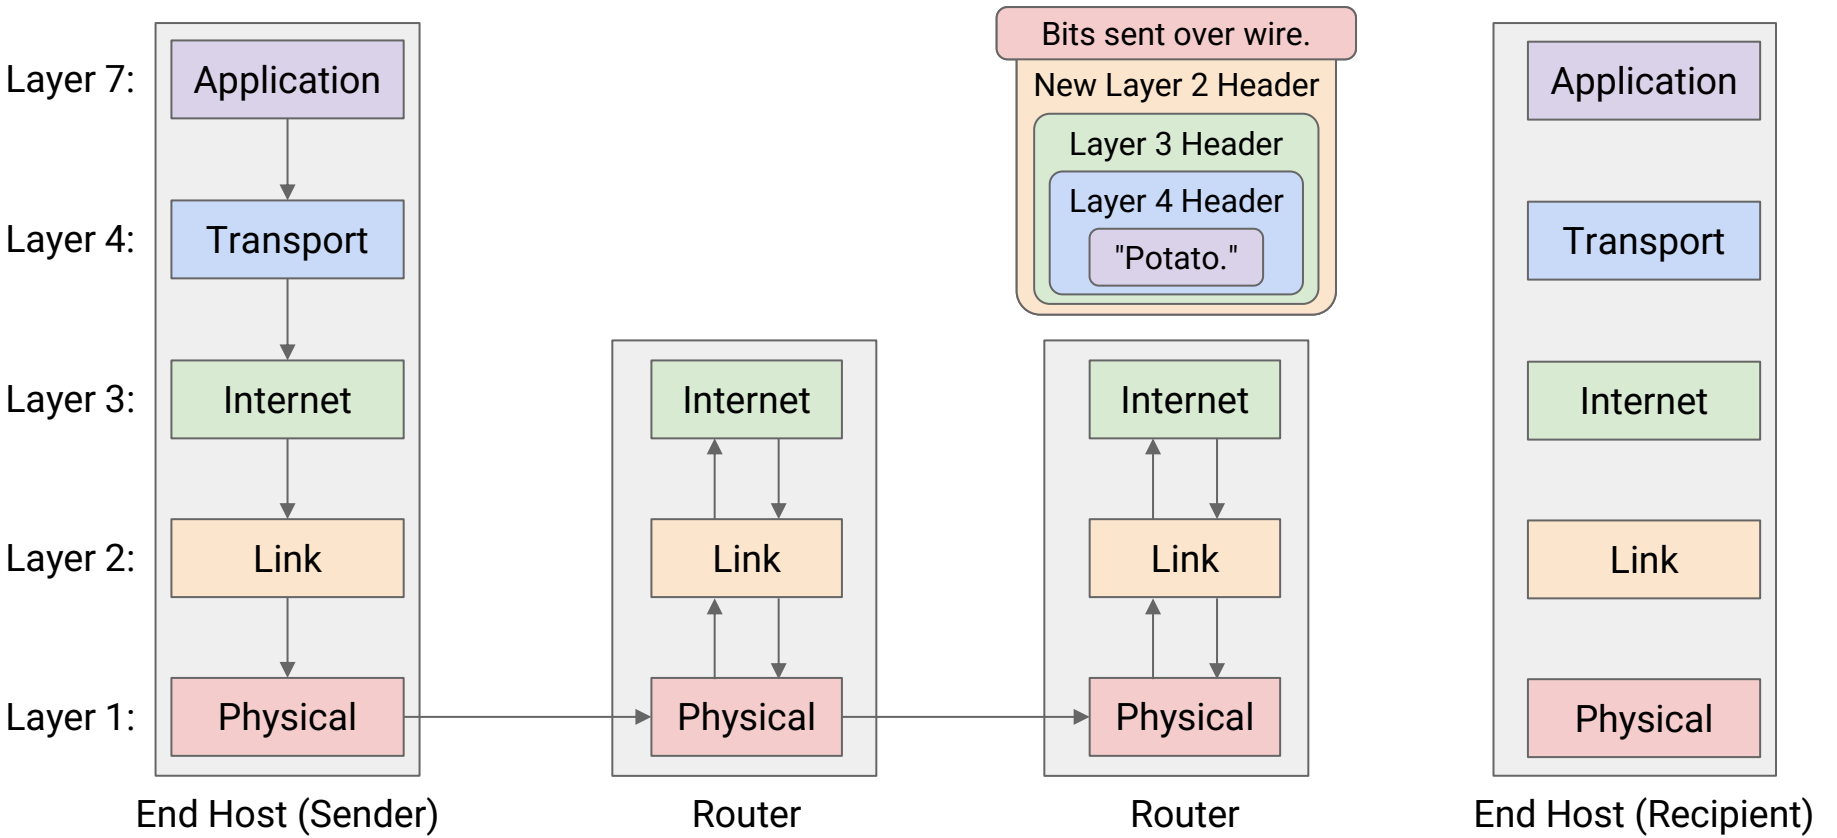 Layer 7:
Layer 4:
Layer 3:
Layer 2:
Layer 1:
Application
Transport
Internet
Link
Physical
End Host (Sender)
Internet
Link
Physical
Router
Bits sent over wire.
New Layer 2 Header
Layer 3 Header
Layer 4 Header
"Potato."
Internet
Link
Physical
Router
Application
Transport
Internet
Link
Physical
End Host (Recipient)